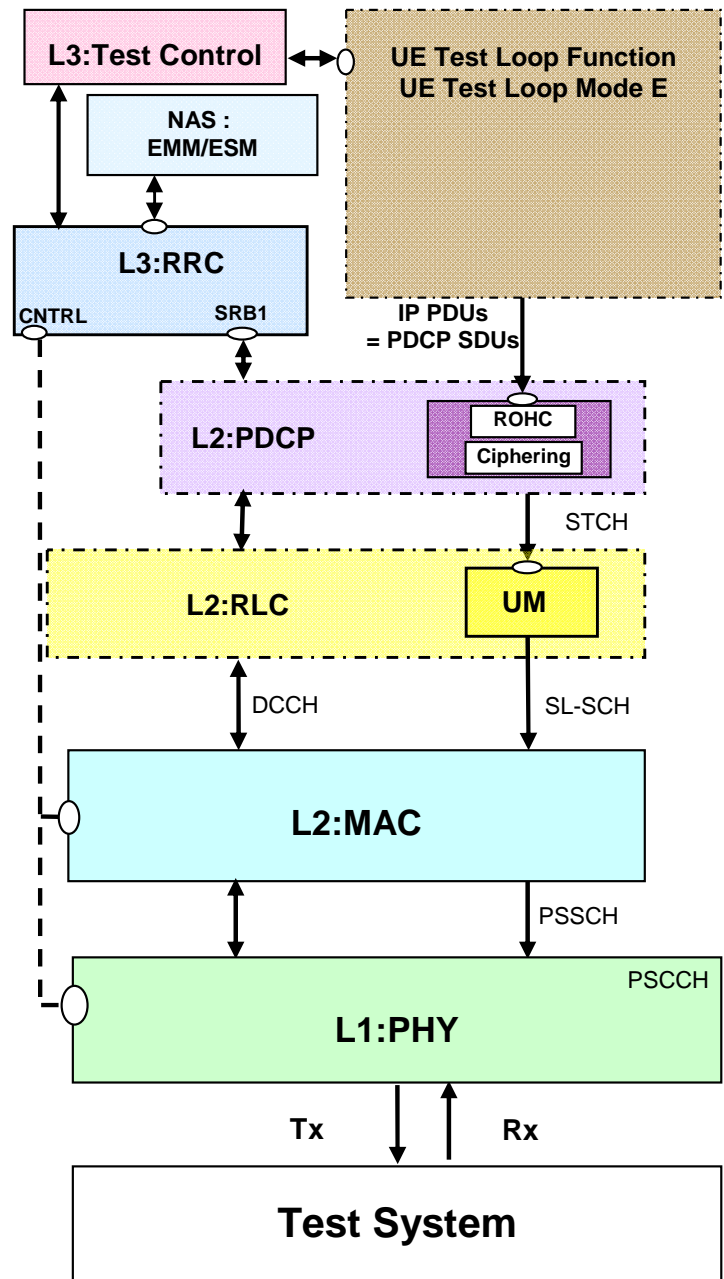 L3:Test Control
UE Test Loop Function
UE Test Loop Mode E
NAS :
EMM/ESM
L3:RRC
CNTRL
SRB1
IP PDUs
= PDCP SDUs
L2:PDCP
ROHC
Ciphering
STCH
L2:RLC
UM
DCCH
SL-SCH
L2:MAC
PSSCH
PSCCH
L1:PHY
Tx
Rx
Test System